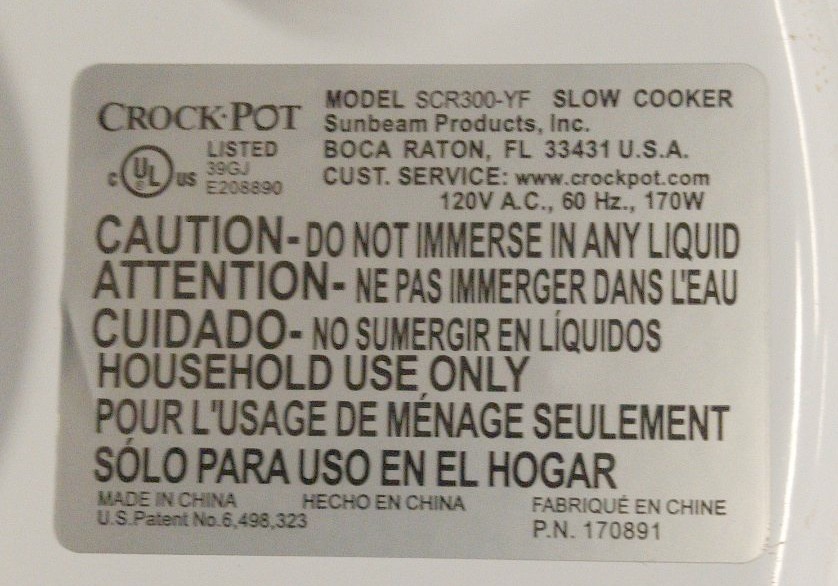 CROCK·POT
MODEL SCR300-YF SLOW COOKER
Sunbeam Products, Inc.
BOCA RATON, FL 33431 U.S.A.
CUST. SERVICE: www.crockpot.com
120V A.C., 60 Hz., 170W
C UL US
LISTED
39GJ
E208890
CAUTION- DO NOT IMMERSE IN ANY LIQUID
ATTENTION- NE PAS IMMERGER DANS L'EAU
CUIDADO- NO SUMERGIR EN LÍQUIDOS
HOUSEHOLD USE ONLY
POUR L'USAGE DE MÉNAGE SEULEMENT
SÓLO PARA USO EN EL HOGAR
MADE IN CHINA HECHO EN CHINA FABRIQUÉ EN CHINE
U.S.Patent No.6,498,323
P.N. 170891